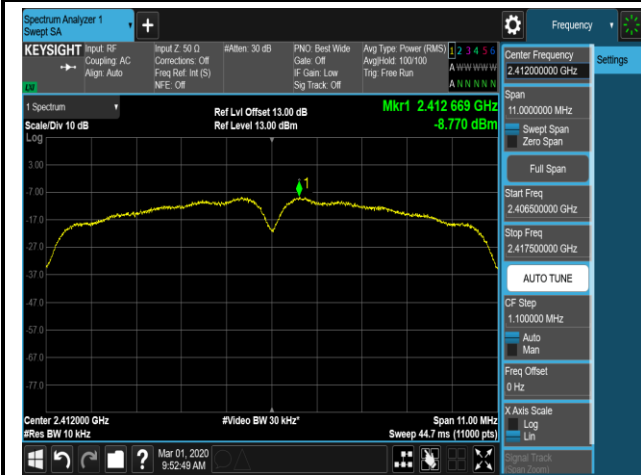 Spectrum Analyzer 1
Swept SA
Frequency
KEYSIGHT
Input: RF
Coupling: AC
Align: Auto
Input Z: 50 Ω
Corrections: Off
Freq Ref: Int (S)
NFE: Off
#Atten: 30 dB
PNO: Best Wide
Gate: Off
IF Gain: Low
Sig Track: Off
Avg Type: Power (RMS)
Avg|Hold: 100/100
Trig: Free Run
1 2 3 4 5 6
A W W W W W
A N N N N N
Center Frequency
2.412000000 GHz
Settings
Span
11.0000000 MHz
Swept Span
Zero Span
Full Span
Start Freq
2.406500000 GHz
Stop Freq
2.417500000 GHz
AUTO TUNE
CF Step
1.100000 MHz
Auto
Man
Freq Offset
0 Hz
X Axis Scale
Log
Lin
Signal Track
(Span Zoom)
1 Spectrum
Scale/Div 10 dB
Log
Ref Lvl Offset 13.00 dB
Ref Level 13.00 dBm
Mkr1 2.412 669 GHz
-8.770 dBm
1
3.00
-7.00
-17.0
-27.0
-37.0
-47.0
-57.0
-67.0
-77.0
Center 2.412000 GHz
#Res BW 10 kHz
#Video BW 30 kHz*
Span 11.00 MHz
Sweep 44.7 ms (11000 pts)
?
Mar 01, 2020
9:52:49 AM